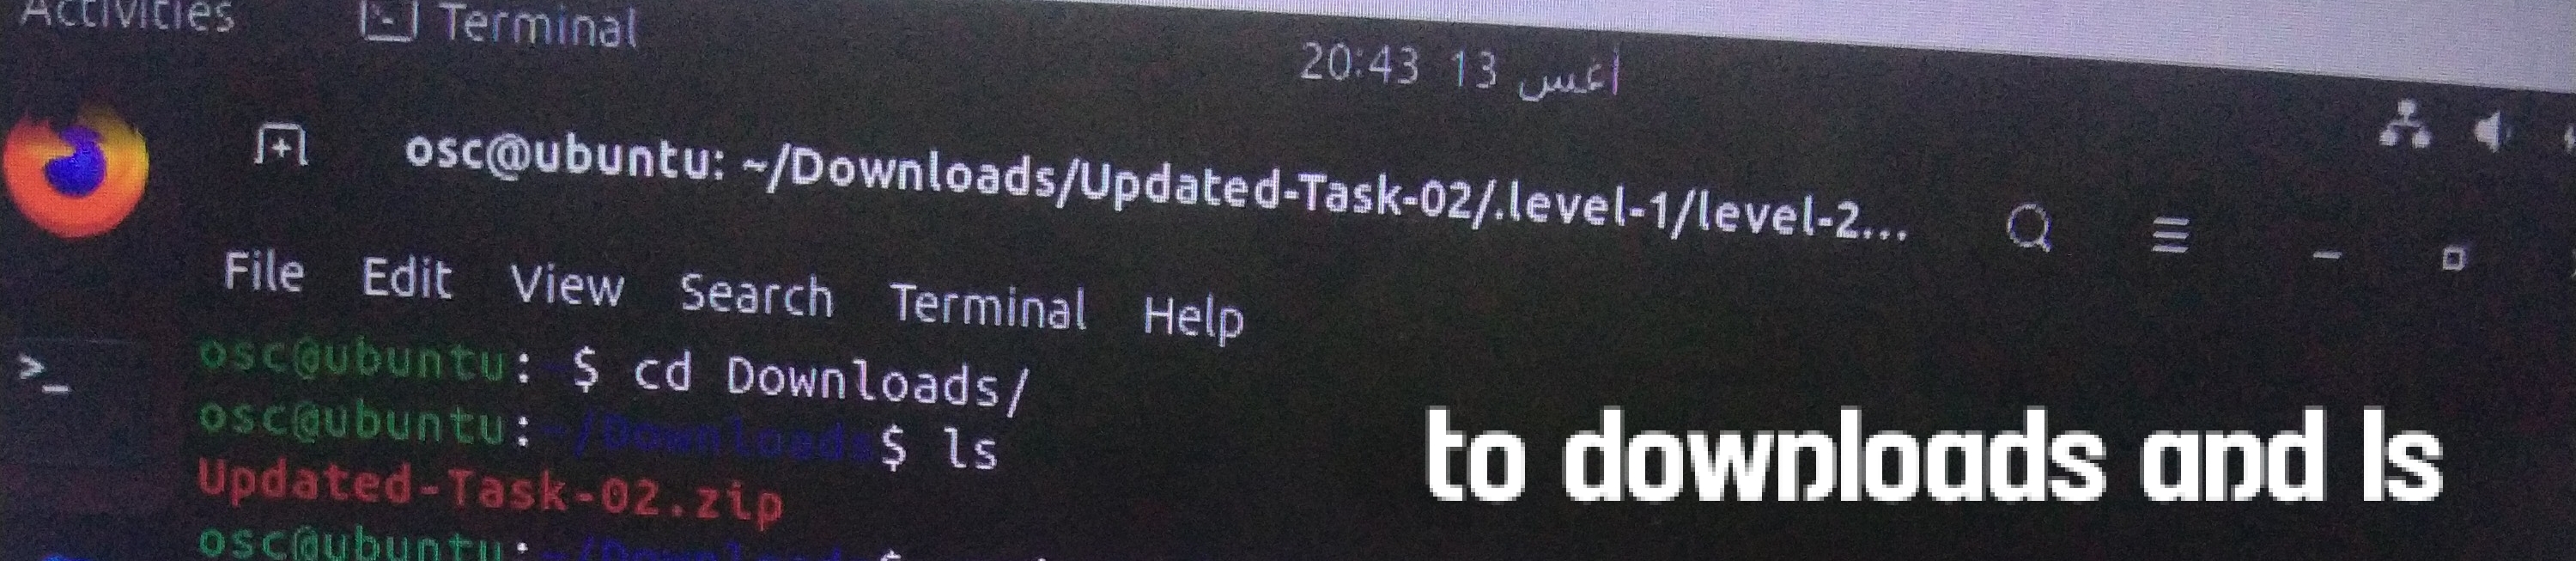 Activities Terminal 20:43 13 أغس
osc@ubuntu: ~/Downloads/Updated-Task-02/.level-1/level-2...
File Edit View Search Terminal Help
osc@ubuntu: $ cd Downloads/
osc@ubuntu:~/Downloads$ ls
to downloads and ls
Updated-Task-02.zip
osc@ubuntu:~/Downloads$